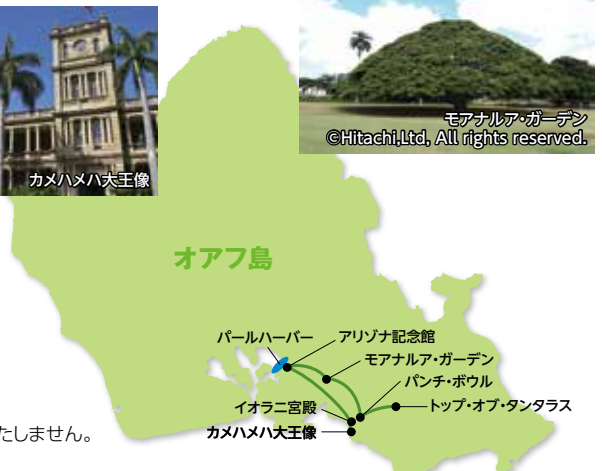 カメハメハ大王像
モアナルア・ガーデン
©Hitachi,Ltd, All rights reserved.
オアフ島
パールハーバー
アリゾナ記念館
モアナルア・ガーデン
パンチ・ボウル
トップ・オブ・タンタラス
イオラニ宮殿
カメハメハ大王像
たしません。